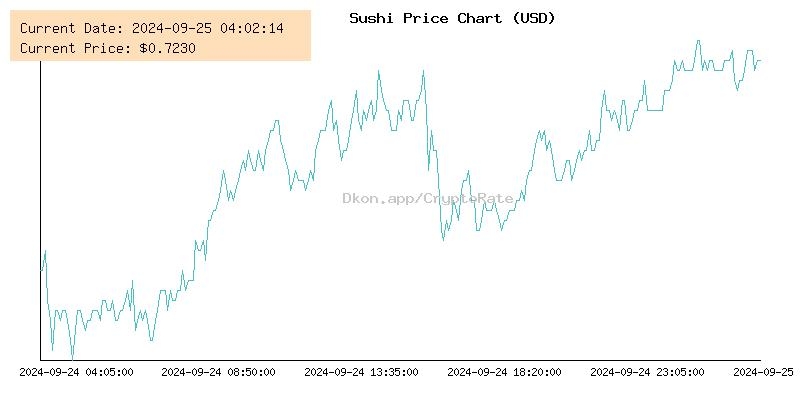 Sushi Price Chart (USD)
Current Date: 2024-09-25 04:02:14
Current Price: $0.7230
Dkon.app/CryptoRate
2024-09-24 04:05:00 2024-09-24 08:50:00 2024-09-24 13:35:00 2024-09-24 18:20:00 2024-09-24 23:05:00 2024-09-25